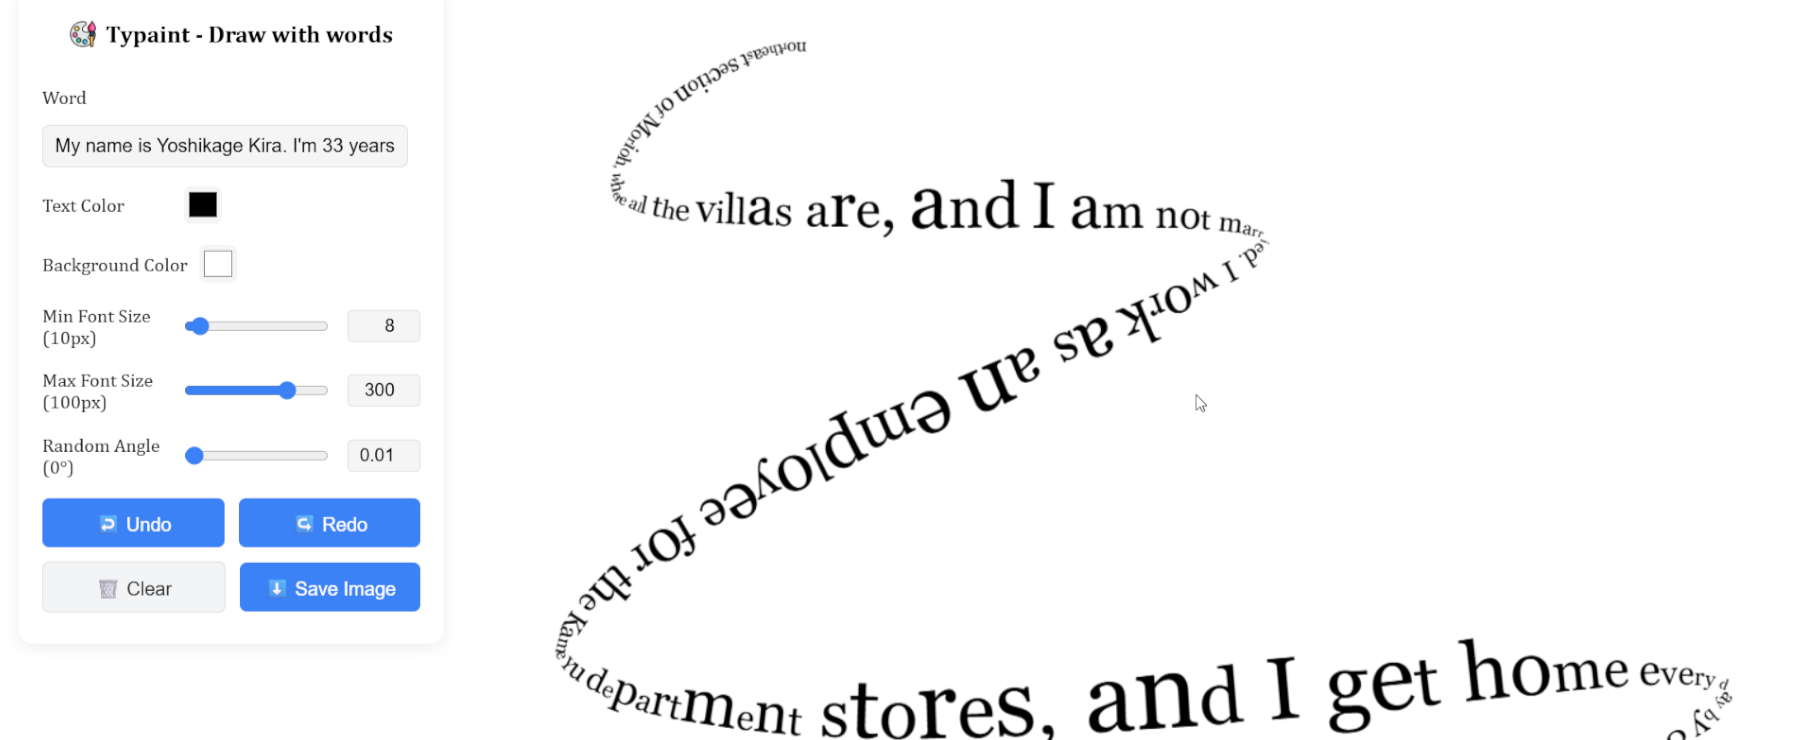 Typaint - Draw with words
Word
My name is Yoshikage Kira. I'm 33 years
Text Color
Background Color
Min Font Size
(10px)
8
Max Font Size
(100px)
300
Random Angle
(0°)
0.01
Undo
Redo
Clear
Save Image
northeast section of Morioh, where all the villas are, and I am not married. I work as an employee for the Kame yu department stores, and I get home every day by